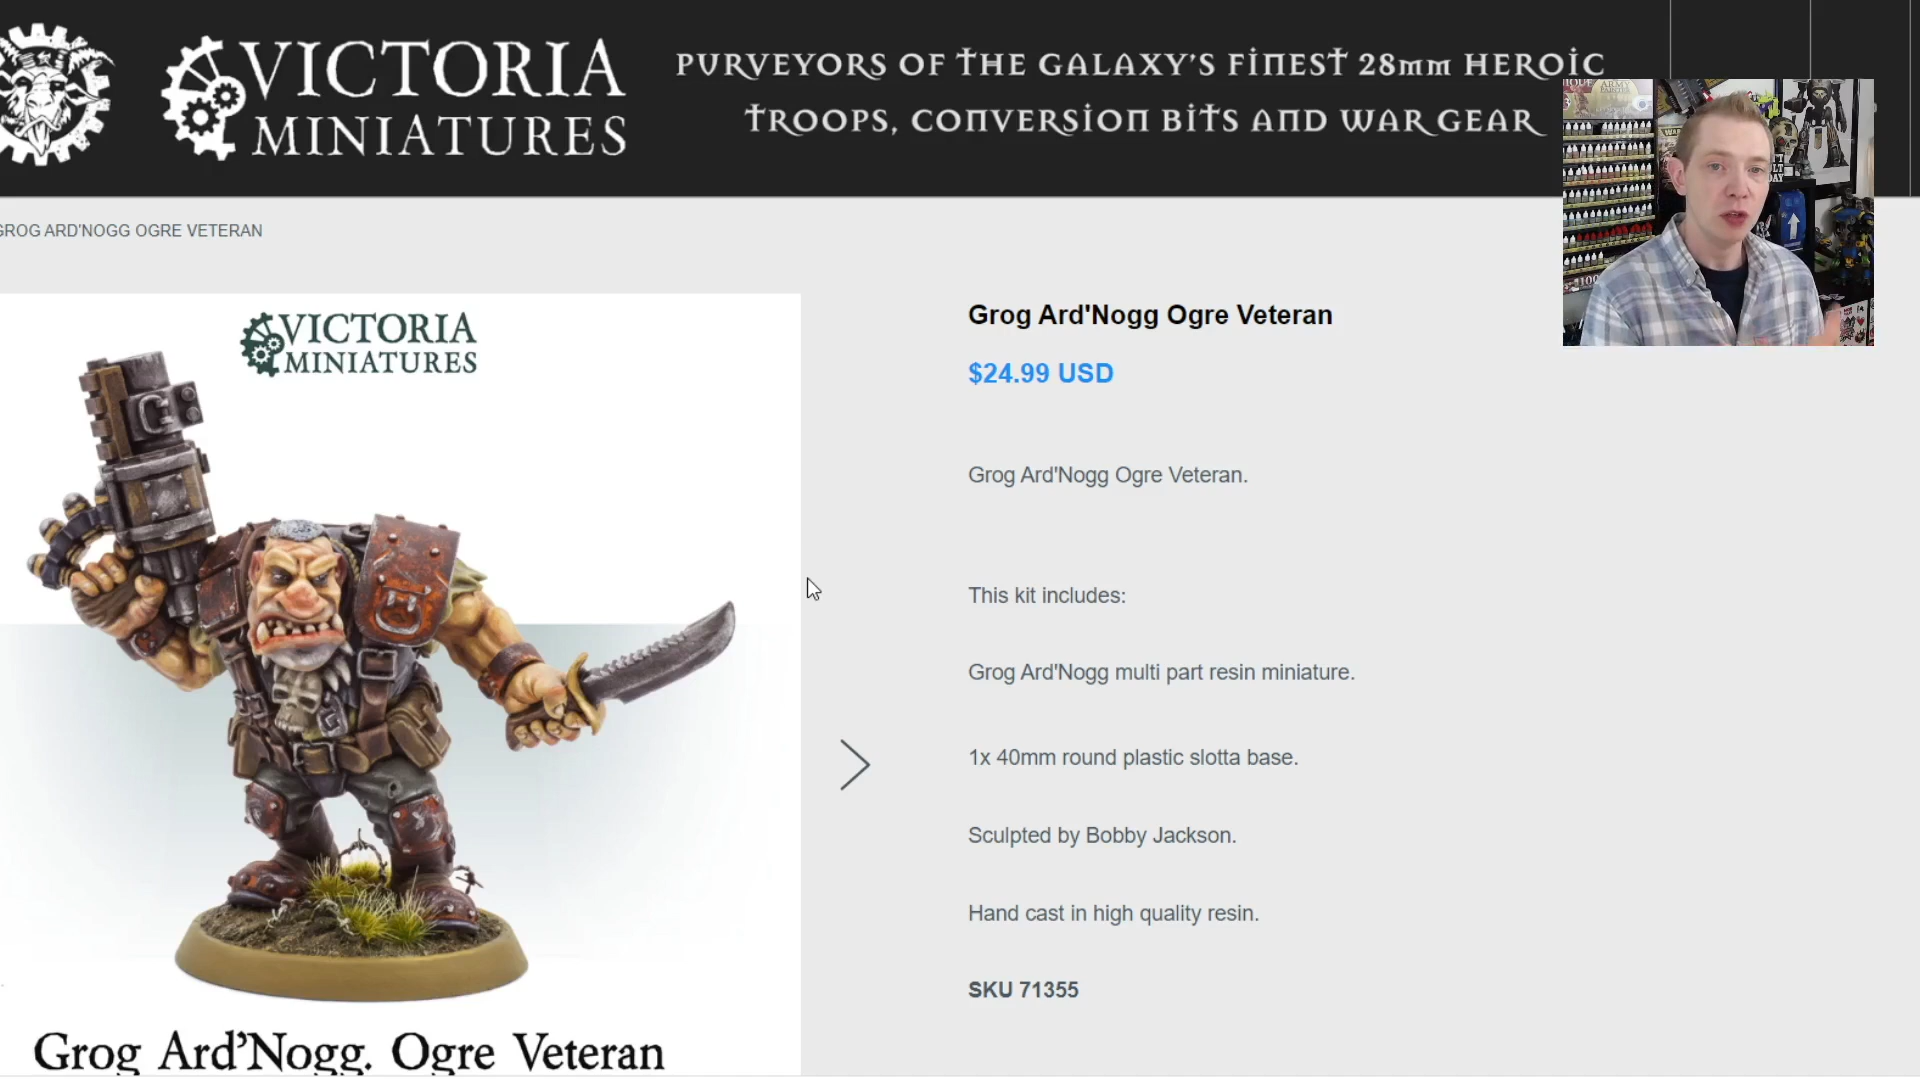 VICTORIA
MINIATURES
PURVEYORS OF THE GALAXY'S FINEST 28mm HEROIC
TROOPS, CONVERSION BITS AND WAR GEAR
GROG ARD'NOGG OGRE VETERAN
VICTORIA
MINIATURES
Grog Ard'Nogg Ogre Veteran
$24.99 USD
Grog Ard'Nogg Ogre Veteran.
This kit includes:
Grog Ard'Nogg multi part resin miniature.
1x 40mm round plastic slotta base.
Sculpted by Bobby Jackson.
Hand cast in high quality resin.
SKU 71355
Grog Ard'Nogg. Ogre Veteran